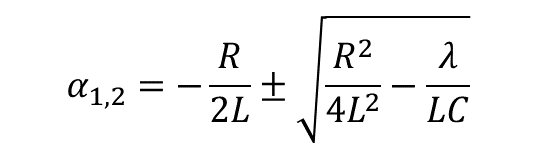 α₁,₂ = − R/2L ± √(R²/4L² − λ/LC)